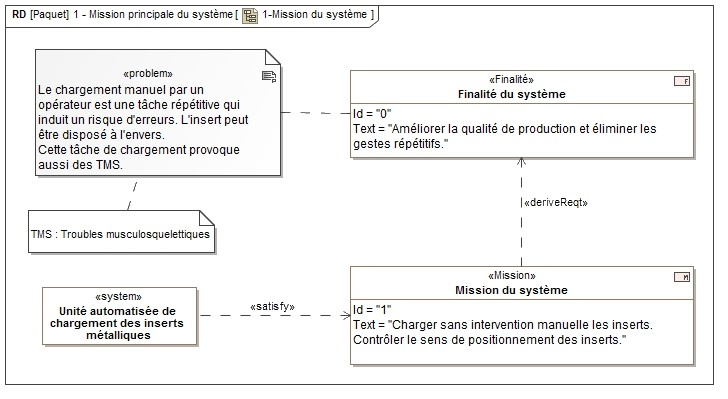 RD [Paquet] 1 - Mission principale du système [ 1-Mission du système ]
«problem»
Le chargement manuel par un
opérateur est une tâche répétitive qui
induit un risque d'erreurs. L'insert peut
être disposé à l'envers.
Cette tâche de chargement provoque
aussi des TMS.
TMS : Troubles musculosquelettiques
«Finalité»
F
Finalité du système
Id = "0"
Text = "Améliorer la qualité de production et éliminer les
gestes répétitifs."
«deriveReqt»
«system»
Unité automatisée de
chargement des inserts
métalliques
«satisfy»
«Mission»
M
Mission du système
Id = "1"
Text = "Charger sans intervention manuelle les inserts.
Contrôler le sens de positionnement des inserts."